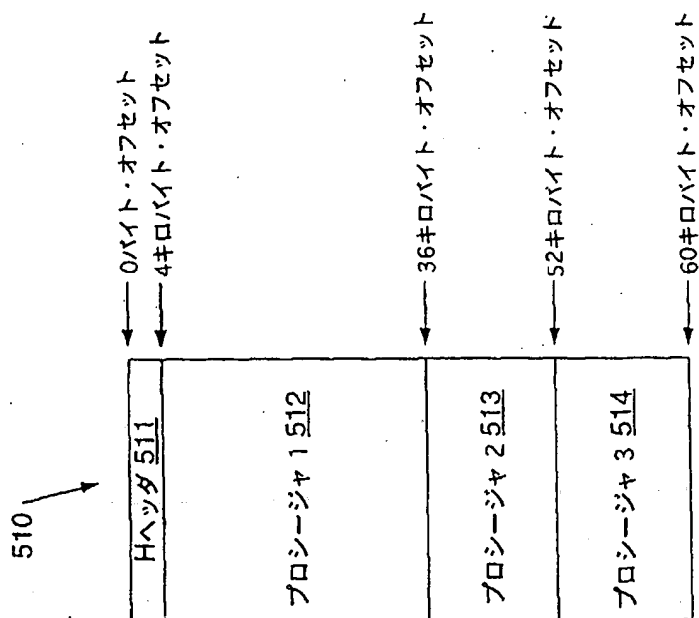 510
Hヘッダ 511
プロシージャ 1 512
プロシージャ 2 513
プロシージャ 3 514
0バイト・オフセット
4キロバイト・オフセット
36キロバイト・オフセット
52キロバイト・オフセット
60キロバイト・オフセット